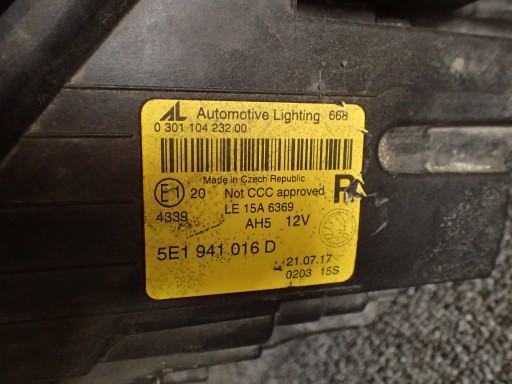 AL Automotive Lighting 668
0 301 104 232 00
Made in Czech Republic
E1 20 Not CCC approved R
4339 LE 15A 6369
AH5 12V
5E1 941 016 D
21.07.17
0203 15S